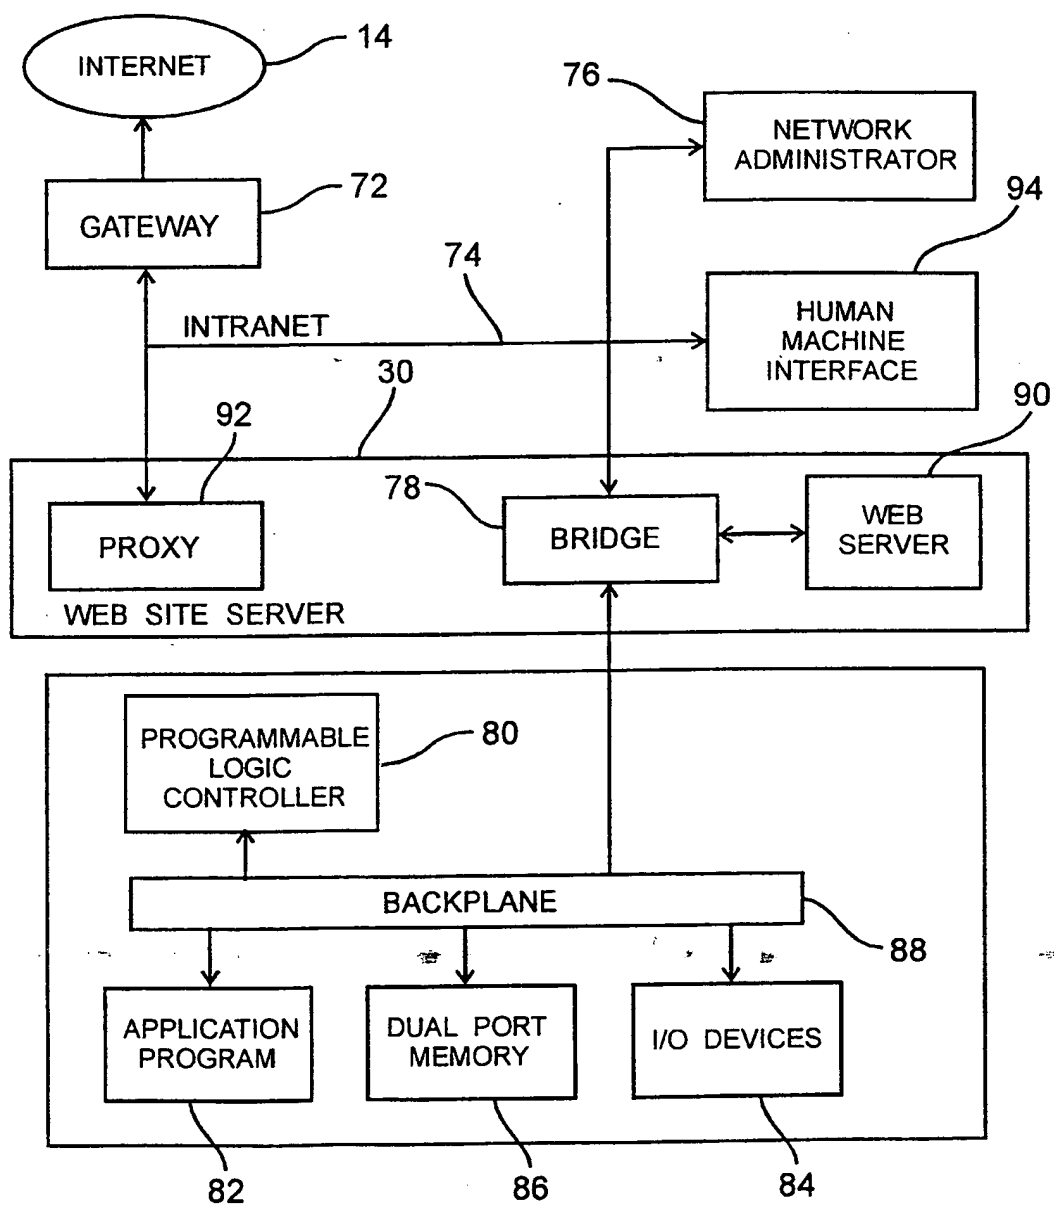 INTERNET
14
76
NETWORK
ADMINISTRATOR
72
GATEWAY
94
74
INTRANET
HUMAN
MACHINE
INTERFACE
30
92
90
78
PROXY
BRIDGE
WEB
SERVER
WEB SITE SERVER
PROGRAMMABLE
LOGIC
CONTROLLER
80
BACKPLANE
88
APPLICATION
PROGRAM
DUAL PORT
MEMORY
I/O DEVICES
82
86
84